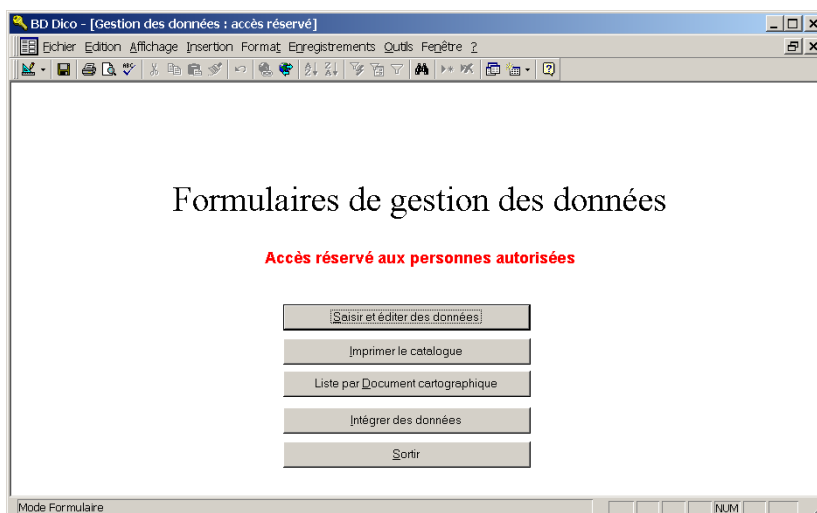 BD Dico - [Gestion des données : accès réservé]
Fichier Edition Affichage Insertion Format Enregistrements Outils Fenêtre ?
Formulaires de gestion des données
Accès réservé aux personnes autorisées
Saisir et éditer des données
Imprimer le catalogue
Liste par Document cartographique
Intégrer des données
Sortir
Mode Formulaire NUM